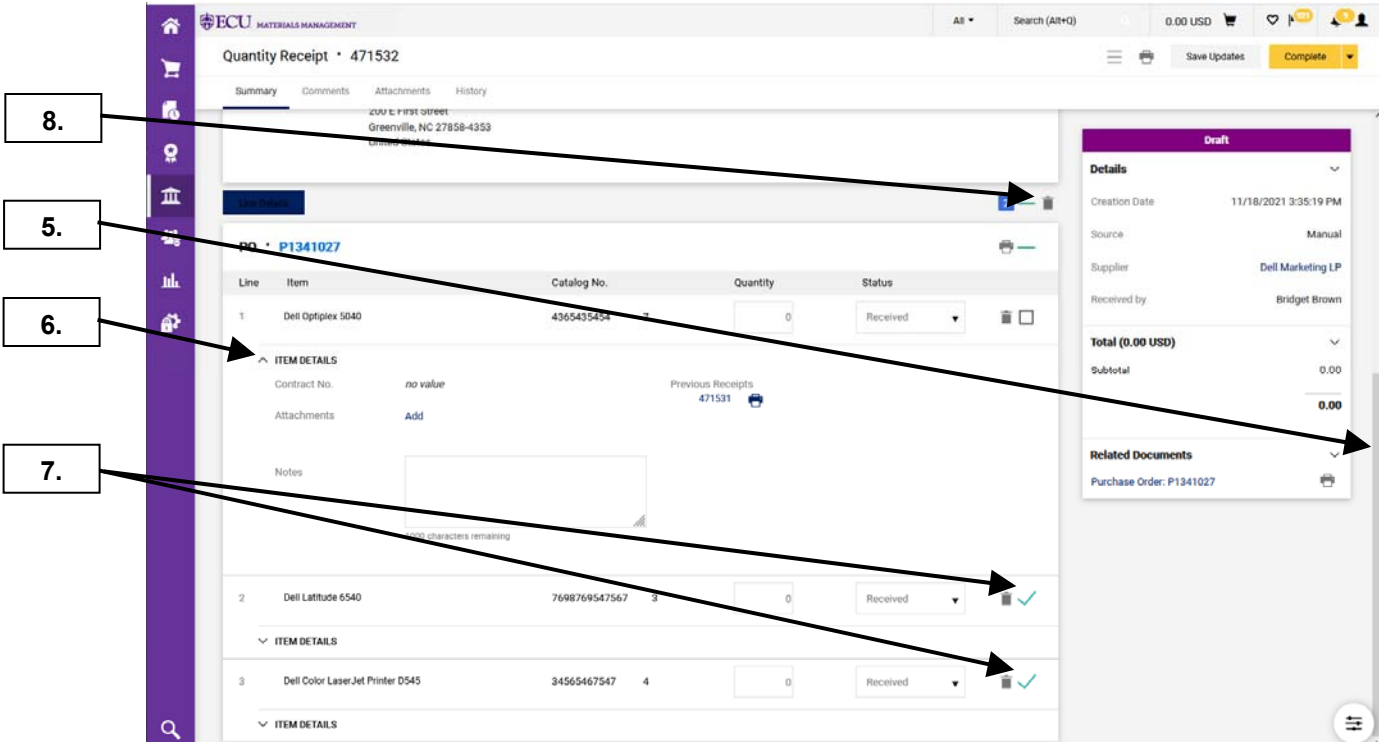 ECU MATERIALS MANAGEMENT All Search (Alt+Q) 0.00 USD
Quantity Receipt • 471532 Save Updates Complete
Summary Comments Attachments History
200 E First Street
8.
Greenville, NC 27858-4353
United States
Draft
Details
Line Details 2
Creation Date 11/18/2021 3:35:19 PM
5.
Source Manual
PO • P1341027
Supplier Dell Marketing LP
Line Item Catalog No. Quantity Status
Received by Bridget Brown
6.
1 Dell Optiplex 5040 4365435454 0 Received
Total (0.00 USD)
ITEM DETAILS
Subtotal 0.00
Contract No. no value Previous Receipts
471531
0.00
Attachments Add
Related Documents
7.
Notes
Purchase Order: P1341027
1000 characters remaining
2 Dell Latitude 6540 7698769547567 3 0 Received
ITEM DETAILS
3 Dell Color LaserJet Printer D545 34565467547 4 0 Received
ITEM DETAILS